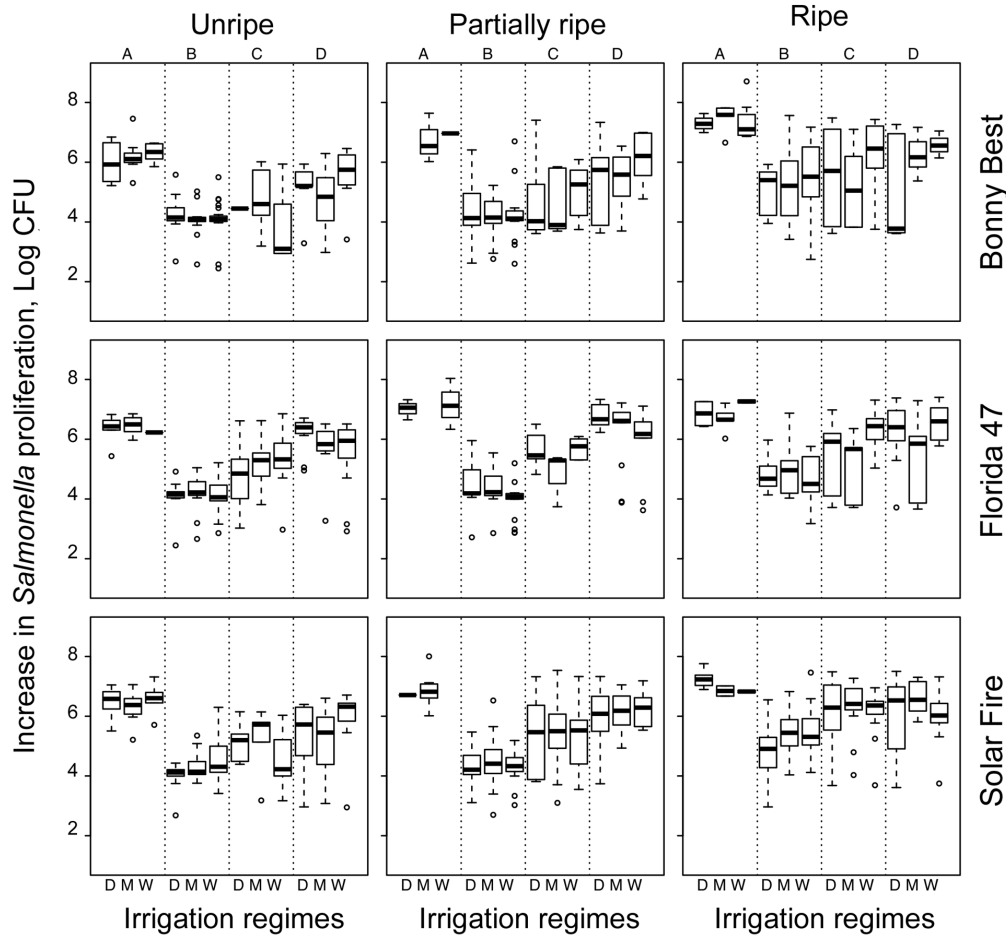 Unripe Partially ripe Ripe
A B C D A B C D A B C D
8
6
4
2
Bonny Best
8
6
4
2
Florida 47
8
6
4
2
Solar Fire
Increase in Salmonella proliferation, Log CFU
D M W D M W D M W D M W D M W D M W D M W D M W D M W D M W D M W D M W
Irrigation regimes Irrigation regimes Irrigation regimes